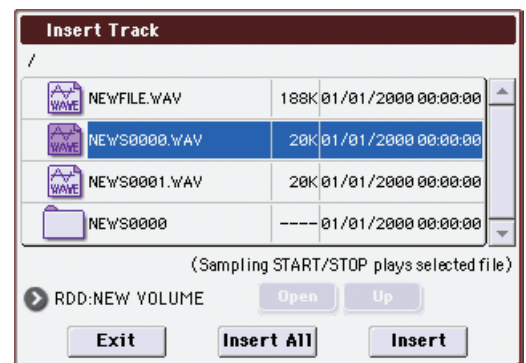 Insert Track
/
WAVE NEWFILE.WAV 188K 01/01/2000 00:00:00
WAVE NEWS0000.WAV 20K 01/01/2000 00:00:00
WAVE NEWS0001.WAV 20K 01/01/2000 00:00:00
NEWS0000 ---- 01/01/2000 00:00:00
(Sampling START/STOP plays selected file)
RDD:NEW VOLUME Open Up
Exit Insert All Insert